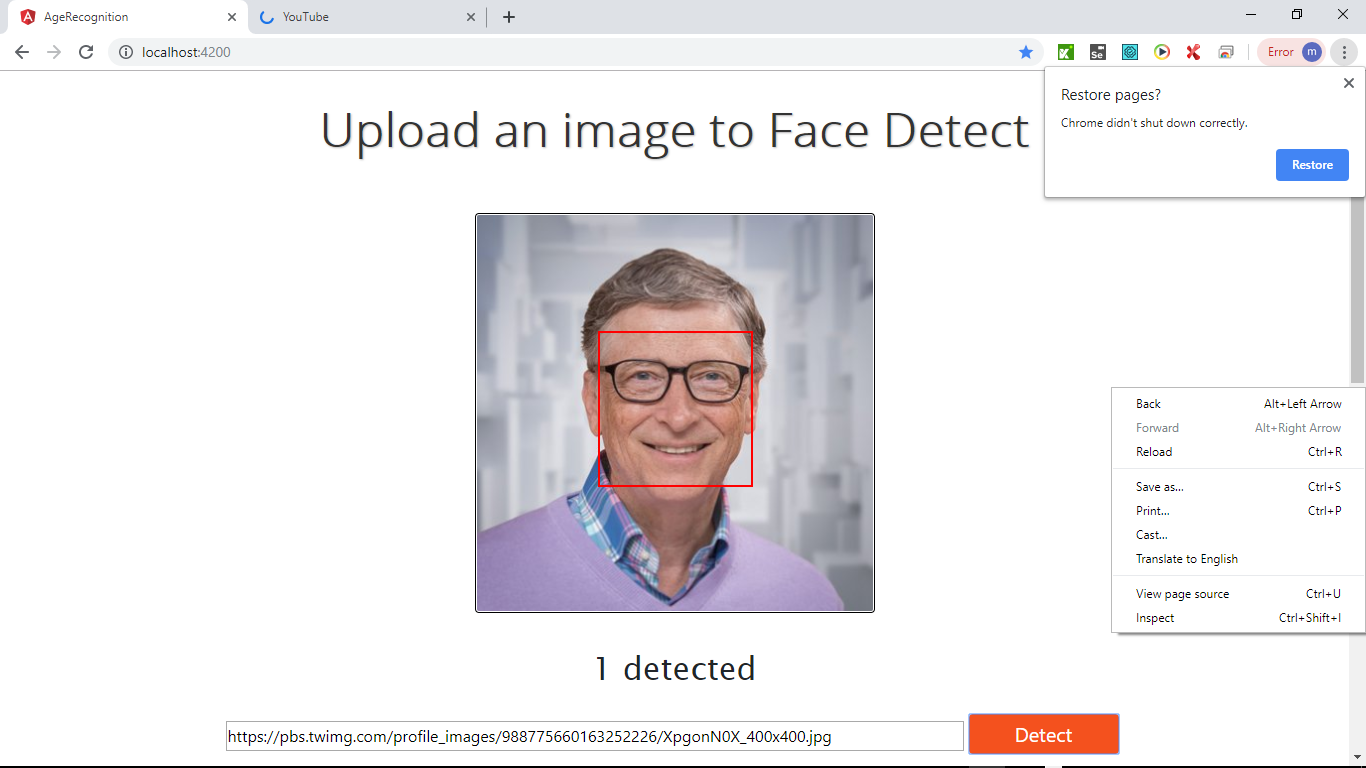 AgeRecognition
YouTube
localhost:4200
Se
Error
m
Restore pages?
Chrome didn't shut down correctly.
Restore
Upload an image to Face Detect
Back Alt+Left Arrow
Forward Alt+Right Arrow
Reload Ctrl+R
Save as... Ctrl+S
Print... Ctrl+P
Cast...
Translate to English
View page source Ctrl+U
Inspect Ctrl+Shift+I
1 detected
https://pbs.twimg.com/profile_images/988775660163252226/XpgonN0X_400x400.jpg
Detect